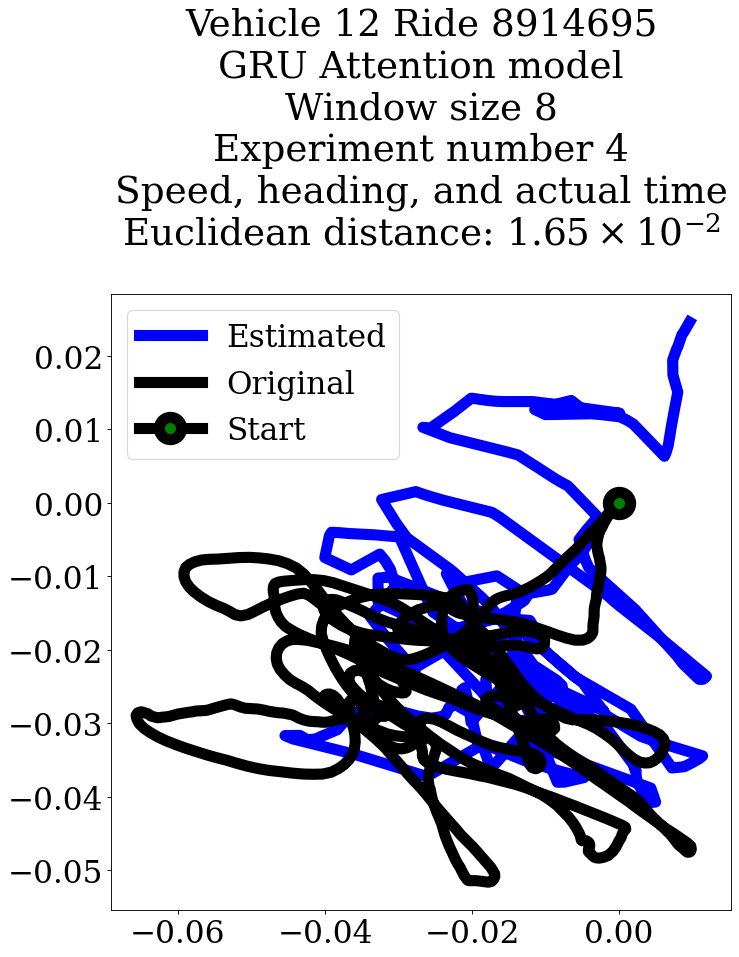 Vehicle 12 Ride 8914695
GRU Attention model
Window size 8
Experiment number 4
Speed, heading, and actual time
Euclidean distance: 1.65 × 10⁻²
Estimated
Original
Start
0.02
0.01
0.00
−0.01
−0.02
−0.03
−0.04
−0.05
−0.06
−0.04
−0.02
0.00